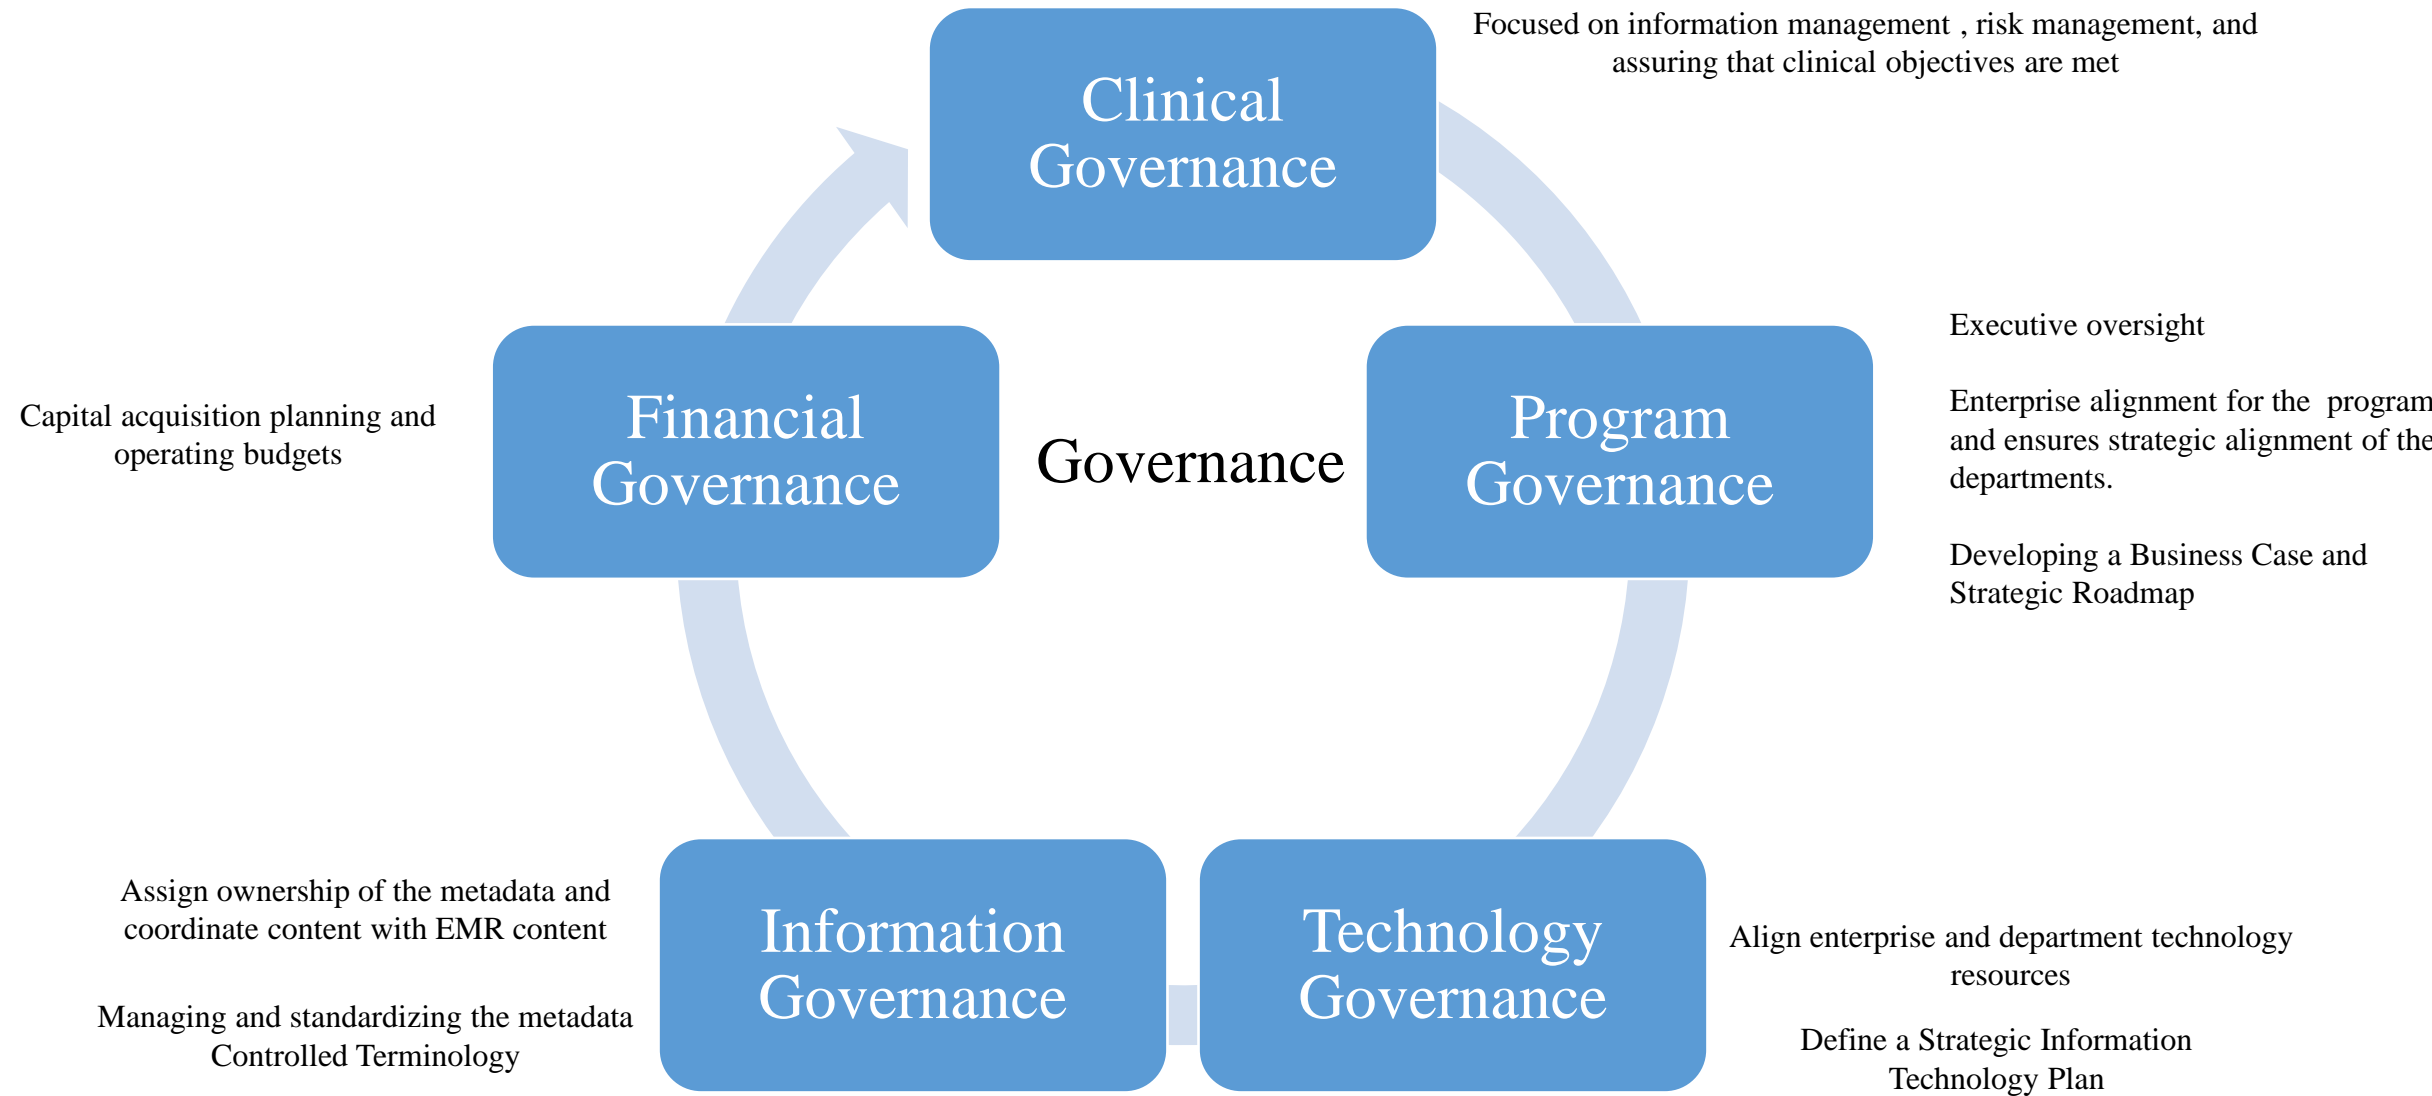 Focused on information management , risk management, and
assuring that clinical objectives are met
Clinical
Governance
Executive oversight
Enterprise alignment for the program
and ensures strategic alignment of the
departments.
Developing a Business Case and
Strategic Roadmap
Program
Governance
Governance
Financial
Governance
Capital acquisition planning and
operating budgets
Assign ownership of the metadata and
coordinate content with EMR content
Managing and standardizing the metadata
Controlled Terminology
Information
Governance
Technology
Governance
Align enterprise and department technology
resources
Define a Strategic Information
Technology Plan